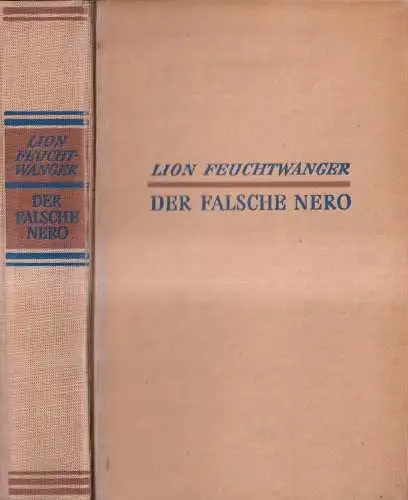 LION
FEUCHT-
WANGER
DER
FALSCHE
NERO
LION FEUCHTWANGER
DER FALSCHE NERO